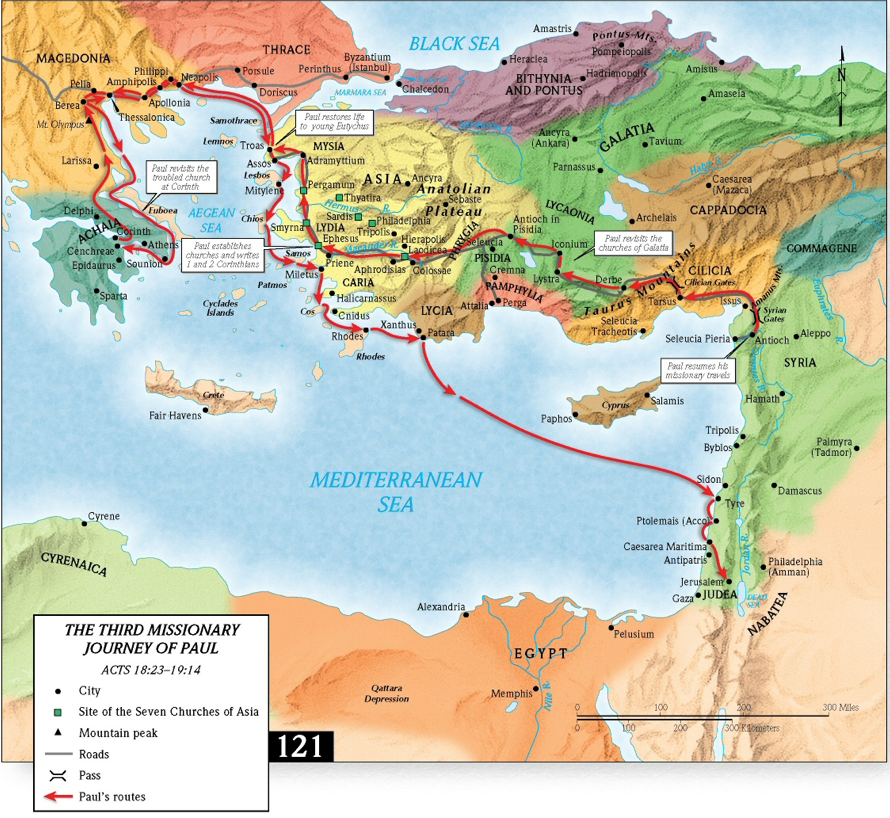 BLACK SEA
Amastris
Pontus Mts.
Pompeiopolis
Heraclea
Hadrianopolis
Amisus
BITHYNIA
AND PONTUS
Amaseia
N
MACEDONIA
THRACE
Byzantium
(Istanbul)
Perinthus
Porsule
Philippi
Neapolis
Pella
Amphipolis
Doriscus
MARMARA SEA
Chalcedon
Berea
Apollonia
Thessalonica
Mt. Olympus
Samothrace
Paul restores life
to young Eutychus
Lemnos
Troas
MYSIA
Assos
Adramyttium
Lesbos
Mitylene
Larissa
Paul revisits the
troubled church
at Corinth
Ancyra
(Ankara)
GALATIA
Tavium
Parnassus
Halys R.
Caesarea
(Mazaca)
ASIA
Ancyra
Anatolian
Plateau
Pergamum
Thyatira
Hermus R.
Sebaste
Sardis
Philadelphia
LYCAONIA
Archelais
CAPPADOCIA
Delphi
Euboea
AEGEAN
SEA
Chios
Smyrna
LYDIA
Tripolis
Ephesus
Hierapolis
Laodicea
PHRYGIA
Antioch in
Pisidia
Seleucia
PISIDIA
Iconium
Paul revisits the
churches of Galatia
COMMAGENE
ACHAIA
Corinth
Cenchreae
Athens
Epidaurus
Sounion
Paul establishes
churches and writes
1 and 2 Corinthians
Samos
Priene
Miletus
Aphrodisias
Colossae
Cremna
Lystra
Derbe
Taurus Mountains
CILICIA
Cilician Gates
Amanus Mts.
Euphrates R.
Sparta
Patmos
CARIA
Halicarnassus
PAMPHYLIA
Attalia
Perga
Tarsus
Issus
Syrian
Gates
Cyclades
Islands
Cos
Cnidus
LYCIA
Xanthus
Patara
Seleucia
Tracheotis
Rhodes
Rhodes
Seleucia Pieria
Antioch
Aleppo
Paul resumes his
missionary travels
SYRIA
Crete
Fair Havens
Cyprus
Salamis
Paphos
Hamath
Tripolis
Byblos
Palmyra
(Tadmor)
MEDITERRANEAN
SEA
Sidon
Tyre
Damascus
Ptolemais (Acco)
Cyrene
CYRENAICA
Caesarea Maritima
Antipatris
Jordan R.
Philadelphia
(Amman)
Jerusalem
Gaza
JUDEA
DEAD
SEA
NABATEA
Alexandria
Pelusium
EGYPT
Memphis
Nile R.
Qattara
Depression
0 100 200 300 Miles
0 100 200 300 Kilometers
THE THIRD MISSIONARY
JOURNEY OF PAUL
ACTS 18:23–19:14
City
Site of the Seven Churches of Asia
Mountain peak
Roads
Pass
Paul's routes
121